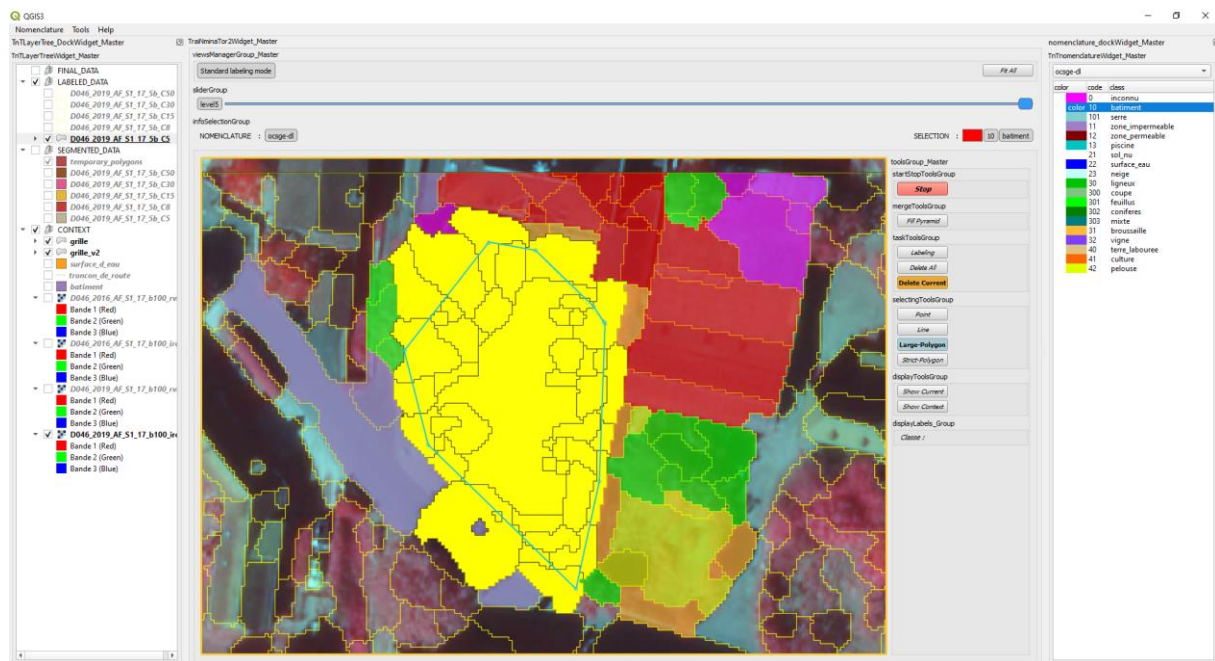 QGIS3
Nomenclature Tools Help
TnTLayerTree_DockWidget_Master
TnTLayerTreeWidget_Master
FINAL_DATA
LABELED_DATA
D046_2019_AF_S1_17_5b_C50
D046_2019_AF_S1_17_5b_C30
D046_2019_AF_S1_17_5b_C15
D046_2019_AF_S1_17_5b_C8
D046_2019_AF_S1_17_5b_C5
SEGMENTED_DATA
temporary_polygons
D046_2019_AF_S1_17_5b_C50
D046_2019_AF_S1_17_5b_C30
D046_2019_AF_S1_17_5b_C15
D046_2019_AF_S1_17_5b_C8
D046_2019_AF_S1_17_5b_C5
CONTEXT
grille
grille_v2
surface_d_eau
troncon_de_route
batiment
D046_2016_AF_S1_17_b100_rv
Bande 1 (Red)
Bande 2 (Green)
Bande 3 (Blue)
D046_2016_AF_S1_17_b100_irc
Bande 1 (Red)
Bande 2 (Green)
Bande 3 (Blue)
D046_2019_AF_S1_17_b100_rv
Bande 1 (Red)
Bande 2 (Green)
Bande 3 (Blue)
D046_2019_AF_S1_17_b100_irc
Bande 1 (Red)
Bande 2 (Green)
Bande 3 (Blue)
TraiNminaTor2Widget_Master
viewsManagerGroup_Master
Standard labeling mode
Fit All
sliderGroup
level5
infoSelectionGroup
NOMENCLATURE : ocsge-dl
SELECTION : 10 batiment
toolsGroup_Master
startStopToolsGroup
Stop
mergeToolsGroup
Fill Pyramid
taskToolsGroup
Labeling
Delete All
Delete Current
selectingToolsGroup
Point
Line
Large-Polygon
Strict-Polygon
displayToolsGroup
Show Current
Show Context
displayLabels_Group
Classe :
nomenclature_dockWidget_Master
TnTnomenclatureWidget_Master
ocsge-dl
color code class
0 inconnu
color 10 batiment
101 serre
11 zone_impermeable
12 zone_permeable
13 piscine
21 sol_nu
22 surface_eau
23 neige
30 ligneux
300 coupe
301 feuillus
302 coniferes
303 mixte
31 broussaille
32 vigne
40 terre_labouree
41 culture
42 pelouse